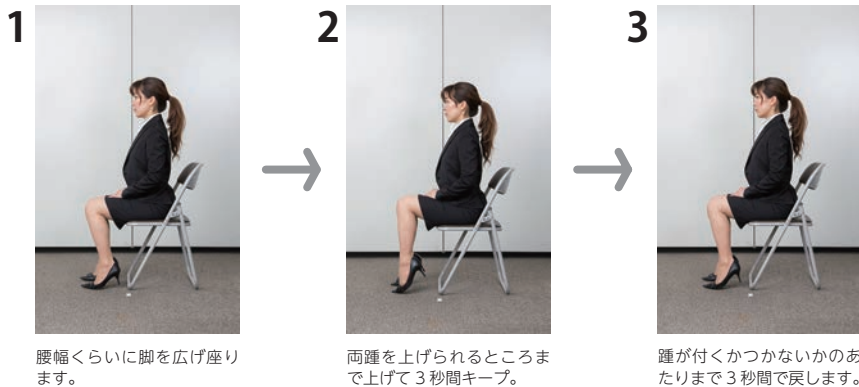 1
腰幅くらいに脚を広げ座り
ます。
2
両踵を上げられるところま
で上げて3秒間キープ。
3
踵が付くかつかないかのあ
たりまで3秒間で戻します。